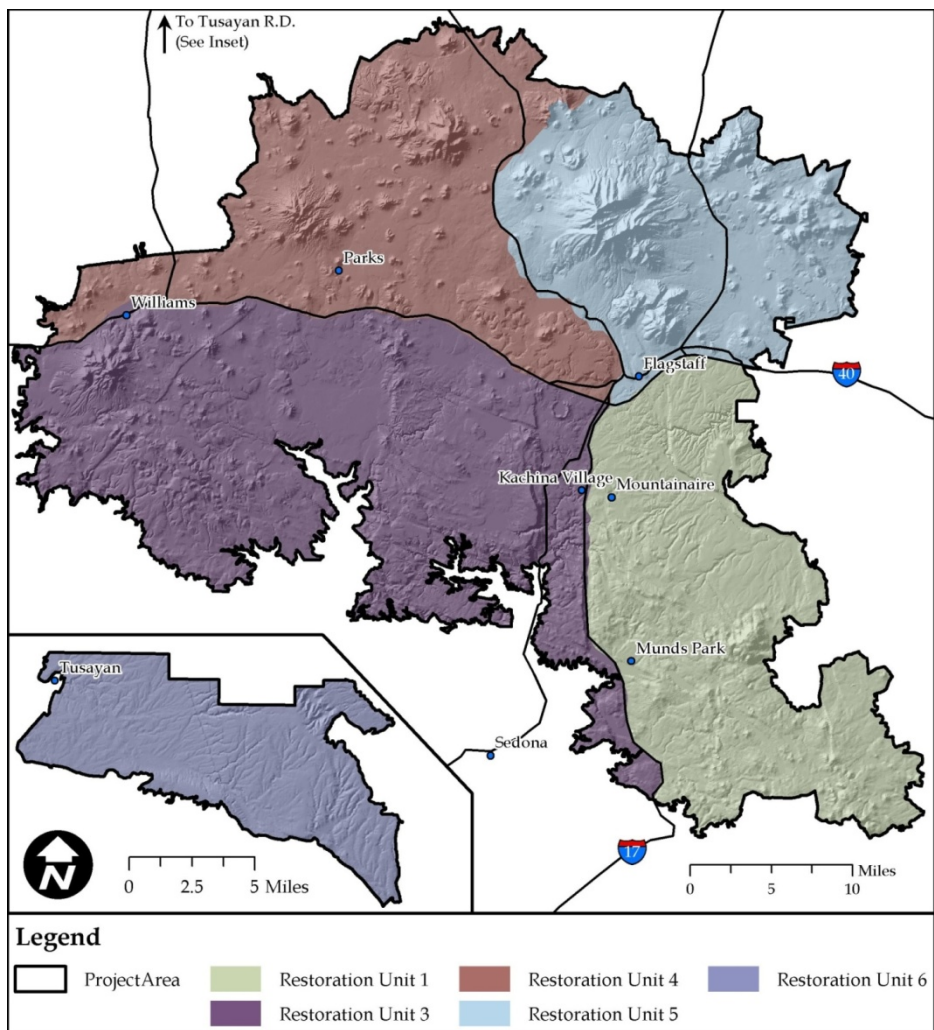 To Tusayan R.D.
(See Inset)
Parks
Williams
Flagstaff
40
Kachina Village
Mountainaire
Munds Park
Tusayan
Sedona
17
N
0 2.5 5 Miles
0 5 10 Miles
Legend
ProjectArea
Restoration Unit 1
Restoration Unit 4
Restoration Unit 6
Restoration Unit 3
Restoration Unit 5